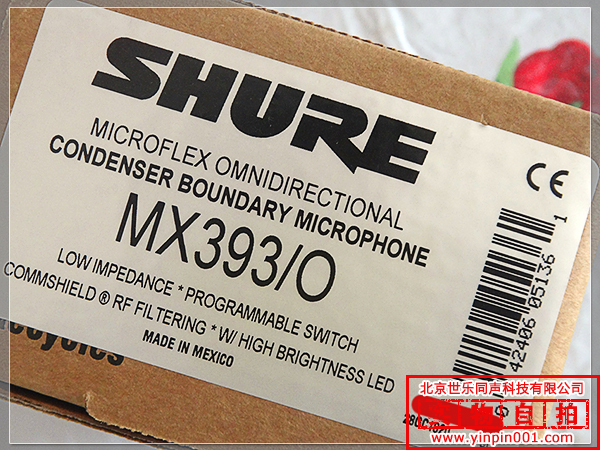 SHURE
MICROFLEX OMNIDIRECTIONAL
CONDENSER BOUNDARY MICROPHONE
MX393/O
LOW IMPEDANCE * PROGRAMMABLE SWITCH
COMMSHIELD ® RF FILTERING * W/ HIGH BRIGHTNESS LED
MADE IN MEXICO
CE
42406 05136 1
北京世乐同声科技有限公司
自拍
www.yinpin001.com